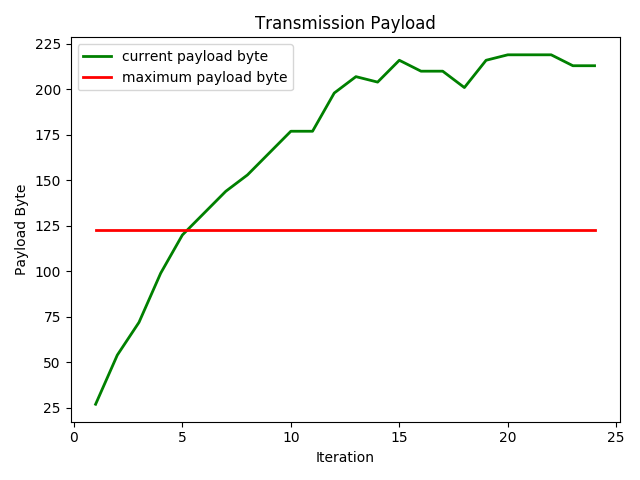 Transmission Payload
current payload byte
maximum payload byte
225
200
175
150
125
100
75
50
25
Payload Byte
0 5 10 15 20 25
Iteration